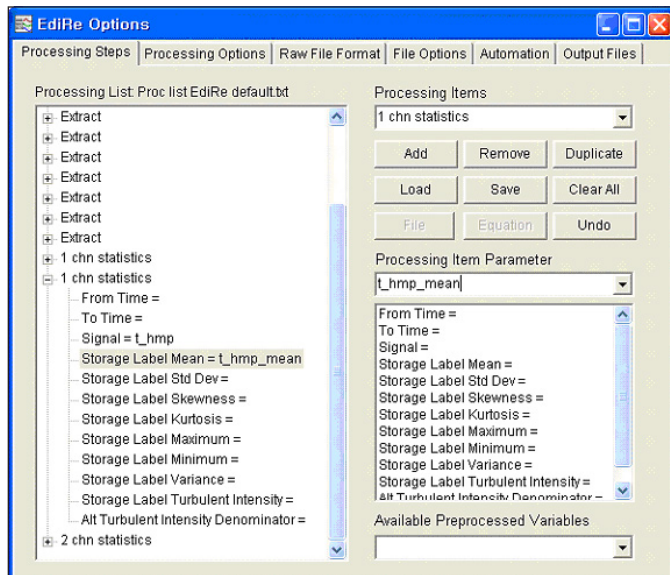 EdiRe Options
Processing Steps Processing Options Raw File Format File Options Automation Output Files
Processing List: Proc list EdiRe default.txt
Extract
Extract
Extract
Extract
Extract
Extract
Extract
1 chn statistics
1 chn statistics
From Time =
To Time =
Signal = t_hmp
Storage Label Mean = t_hmp_mean
Storage Label Std Dev =
Storage Label Skewness =
Storage Label Kurtosis =
Storage Label Maximum =
Storage Label Minimum =
Storage Label Variance =
Storage Label Turbulent Intensity =
Alt Turbulent Intensity Denominator =
2 chn statistics
Processing Items
1 chn statistics
Add Remove Duplicate
Load Save Clear All
File Equation Undo
Processing Item Parameter
t_hmp_mean
From Time =
To Time =
Signal =
Storage Label Mean =
Storage Label Std Dev =
Storage Label Skewness =
Storage Label Kurtosis =
Storage Label Maximum =
Storage Label Minimum =
Storage Label Variance =
Storage Label Turbulent Intensity =
Alt Turbulent Intensity Denominator =
Available Preprocessed Variables